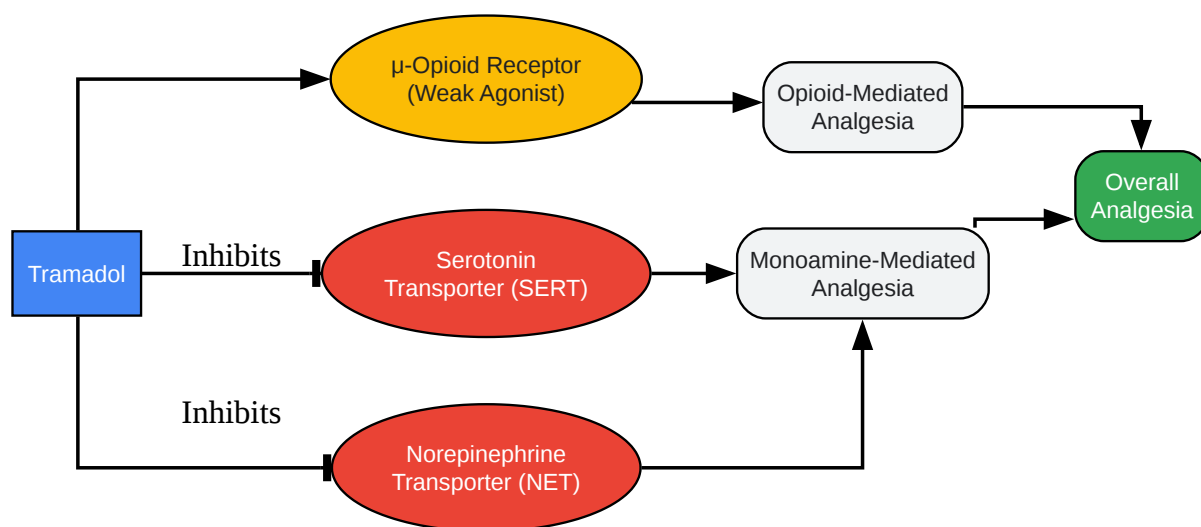 μ-Opioid Receptor
(Weak Agonist)
Opioid-Mediated
Analgesia
Overall
Analgesia
Tramadol
Inhibits
Serotonin
Transporter (SERT)
Monoamine-Mediated
Analgesia
Inhibits
Norepinephrine
Transporter (NET)